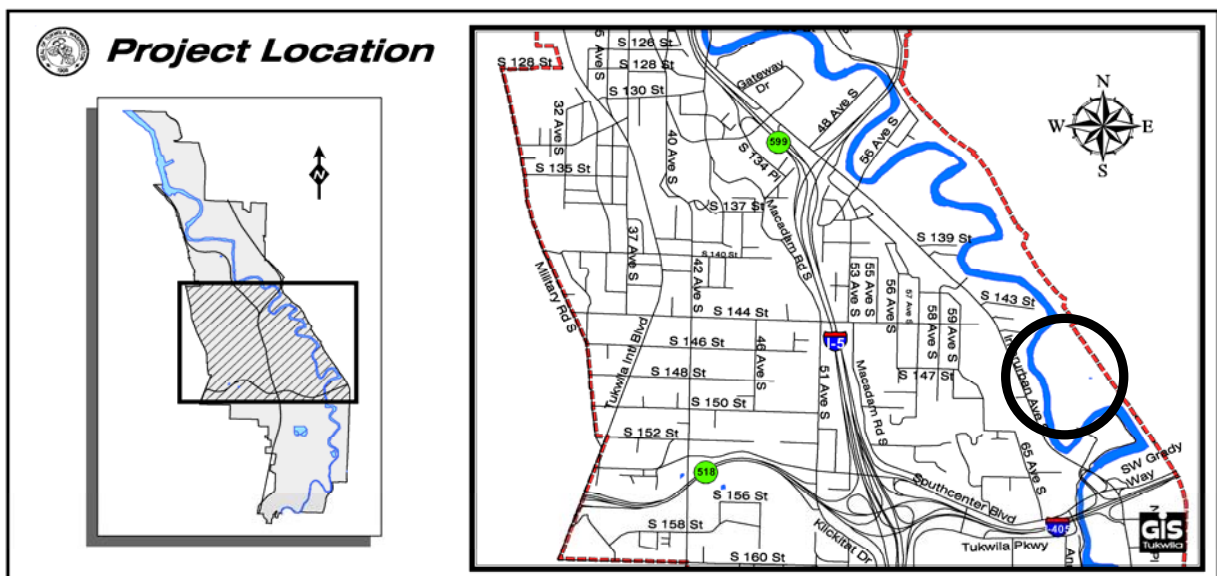 Project Location
N
S 126 St
S 128 St
S 128 St
S 130 St
Gateway
Dr
32 Ave S
40 Ave S
48 Ave S
56 Ave S
599
S 134 Pl
S 135 St
S 137 St
Macadam Rd S
37 Ave S
S 139 St
S 140 St
42 Ave S
Military Rd S
53 Ave S
55 Ave S
56 Ave S
57 Ave S
58 Ave S
59 Ave S
S 143 St
S 144 St
Tukwila Intl Blvd
S 146 St
46 Ave S
I-5
S 147 St
S 148 St
51 Ave S
Macadam Rd S
Interurban Ave S
S 150 St
S 152 St
65 Ave S
SW Grady
Way
518
Southcenter Blvd
S 156 St
S 158 St
Klickitat Dr
I-405
Tukwila Pkwy
S 160 St
GIS
Tukwila
N
W
E
S